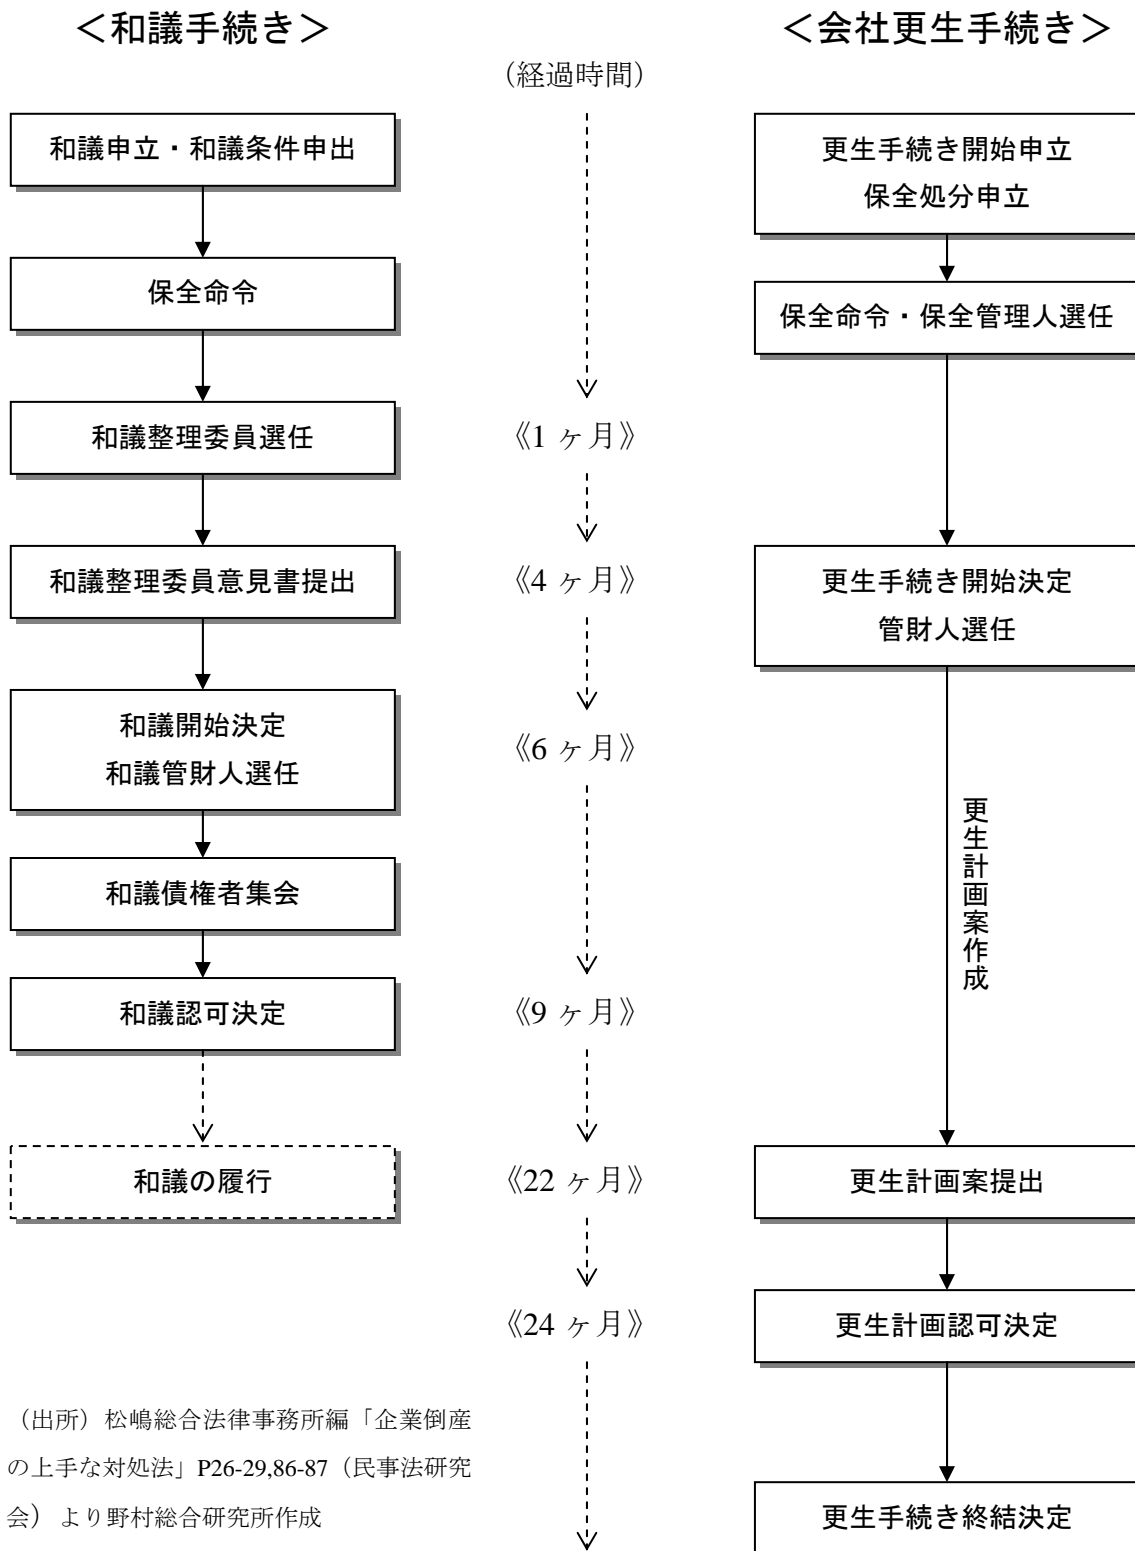 ＜和議手続き＞
和議申立・和議条件申出
保全命令
和議整理委員選任
和議整理委員意見書提出
和議開始決定
和議管財人選任
和議債権者集会
和議認可決定
和議の履行
（経過時間）
《1 ヶ月》
《4 ヶ月》
《6 ヶ月》
《9 ヶ月》
《22 ヶ月》
《24 ヶ月》
＜会社更生手続き＞
更生手続き開始申立
保全処分申立
保全命令・保全管理人選任
更生手続き開始決定
管財人選任
更生計画案作成
更生計画案提出
更生計画認可決定
更生手続き終結決定
（出所）松嶋総合法律事務所編「企業倒産
の上手な対処法」P26-29,86-87（民事法研究
会）より野村総合研究所作成